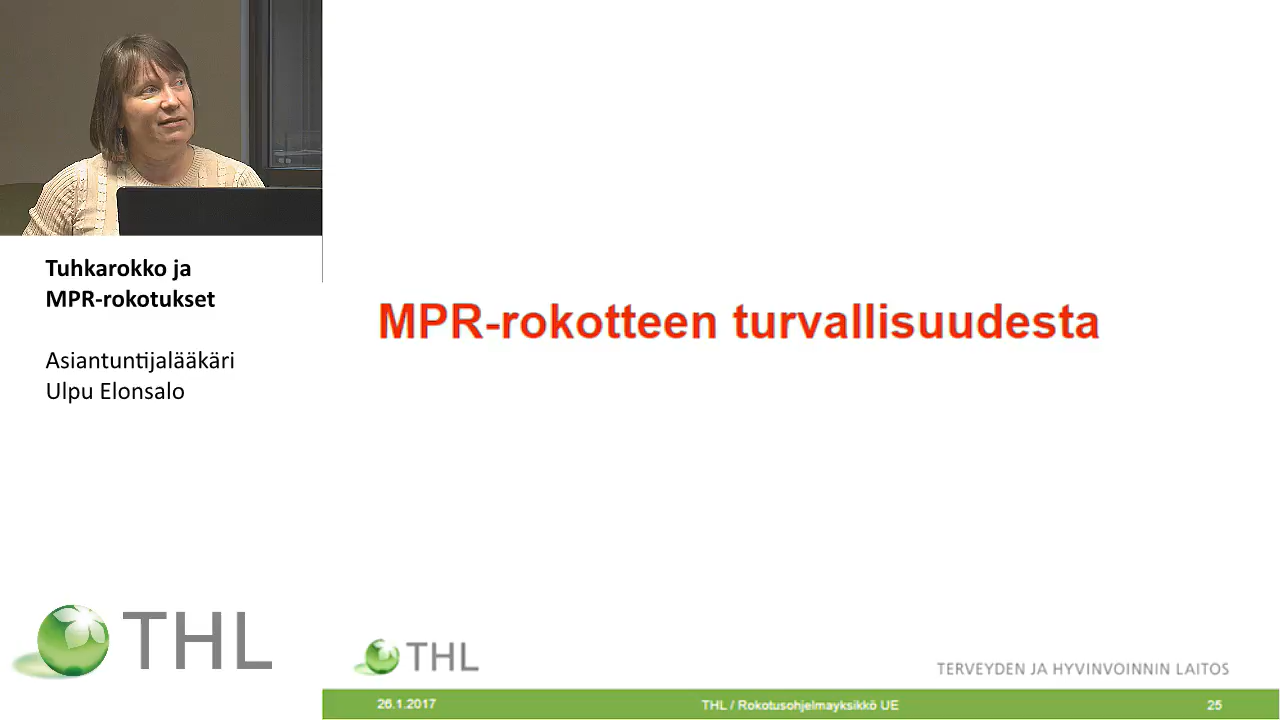 Tuhkarokko ja
MPR-rokotukset
Asiantuntijalääkäri
Ulpu Elonsalo
THL
MPR-rokotteen turvallisuudesta
THL
TERVEYDEN JA HYVINVOINNIN LAITOS
26.1.2017
THL / Rokotusohjelmayksikkö UE
25